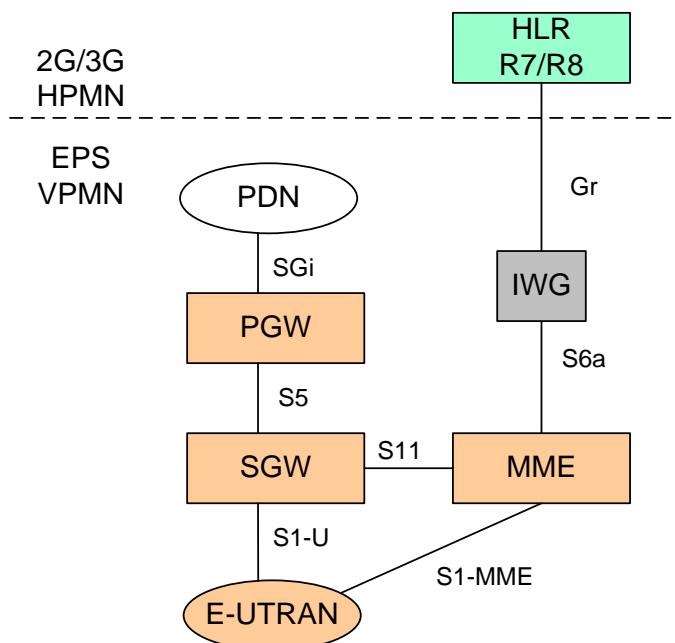 HLR
R7/R8
2G/3G
HPMN
EPS
VPMN
PDN
Gr
SGi
IWG
PGW
S6a
S5
S11
SGW
MME
S1-U
S1-MME
E-UTRAN